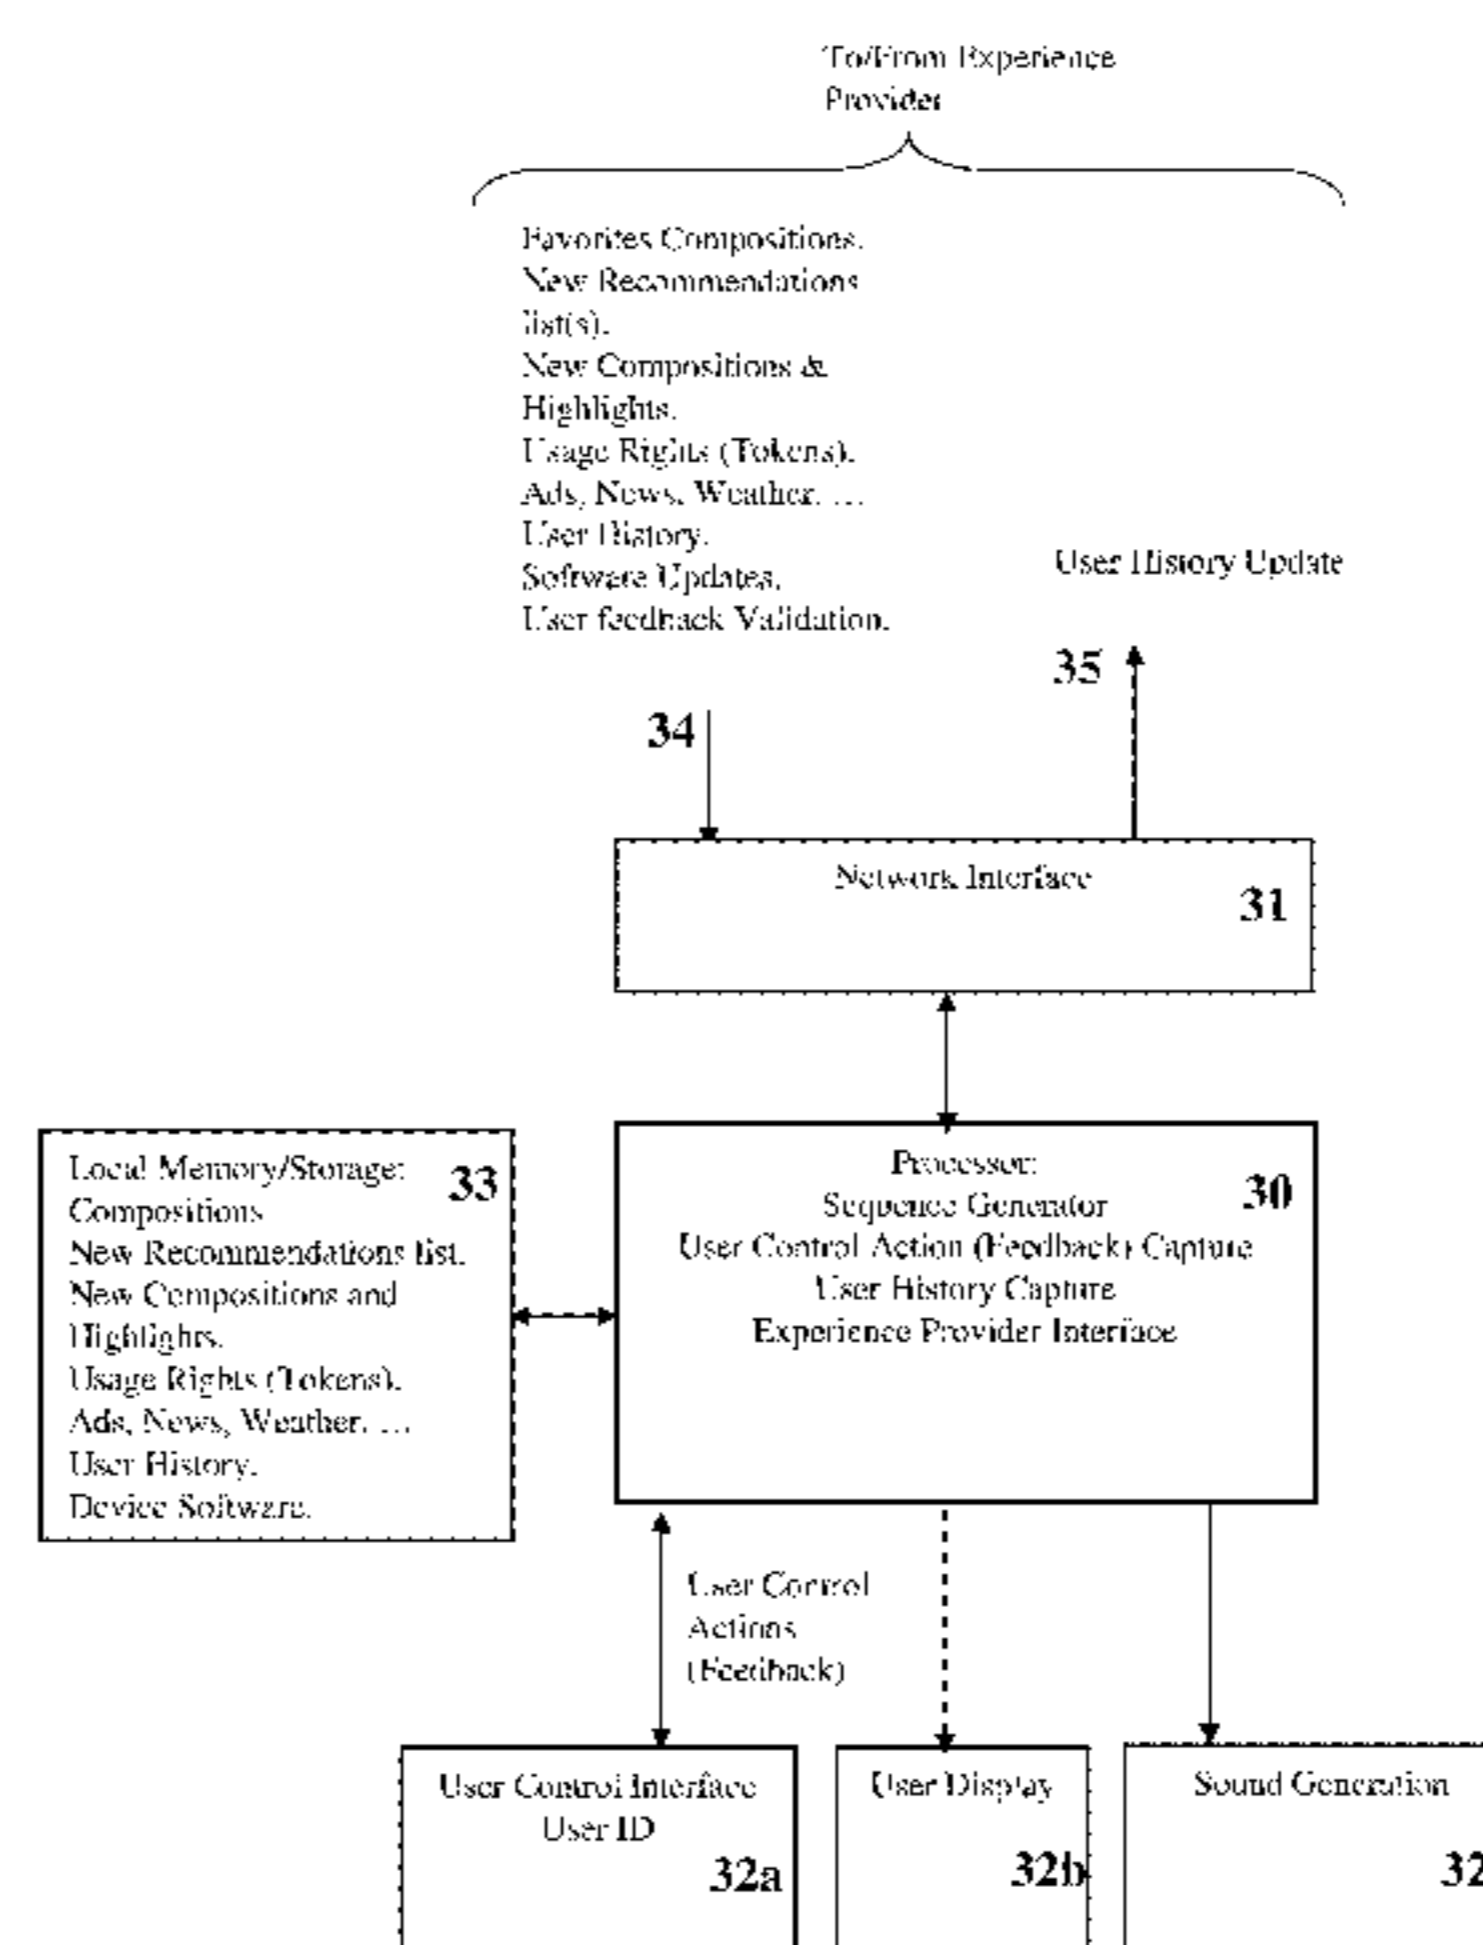 To/From Experience
Provider
Favorites Compositions.
New Recommendations
list(s).
New Compositions &
Highlights.
Usage Rights (Tokens).
Ads, News, Weather, ...
User History.
Software Updates.
User feedback Validation.
User History Update
35
34
Network Interface
31
Local Memory/Storage:
33
Compositions
New Recommendations list.
New Compositions and
Highlights.
Usage Rights (Tokens).
Ads, News, Weather, ...
User History.
Device Software.
Processor:
30
Sequence Generator
User Control Action (Feedback) Capture
User History Capture
Experience Provider Interface
User Control
Actions
(Feedback)
User Control Interface
User ID
32a
User Display
32b
Sound Generation
32